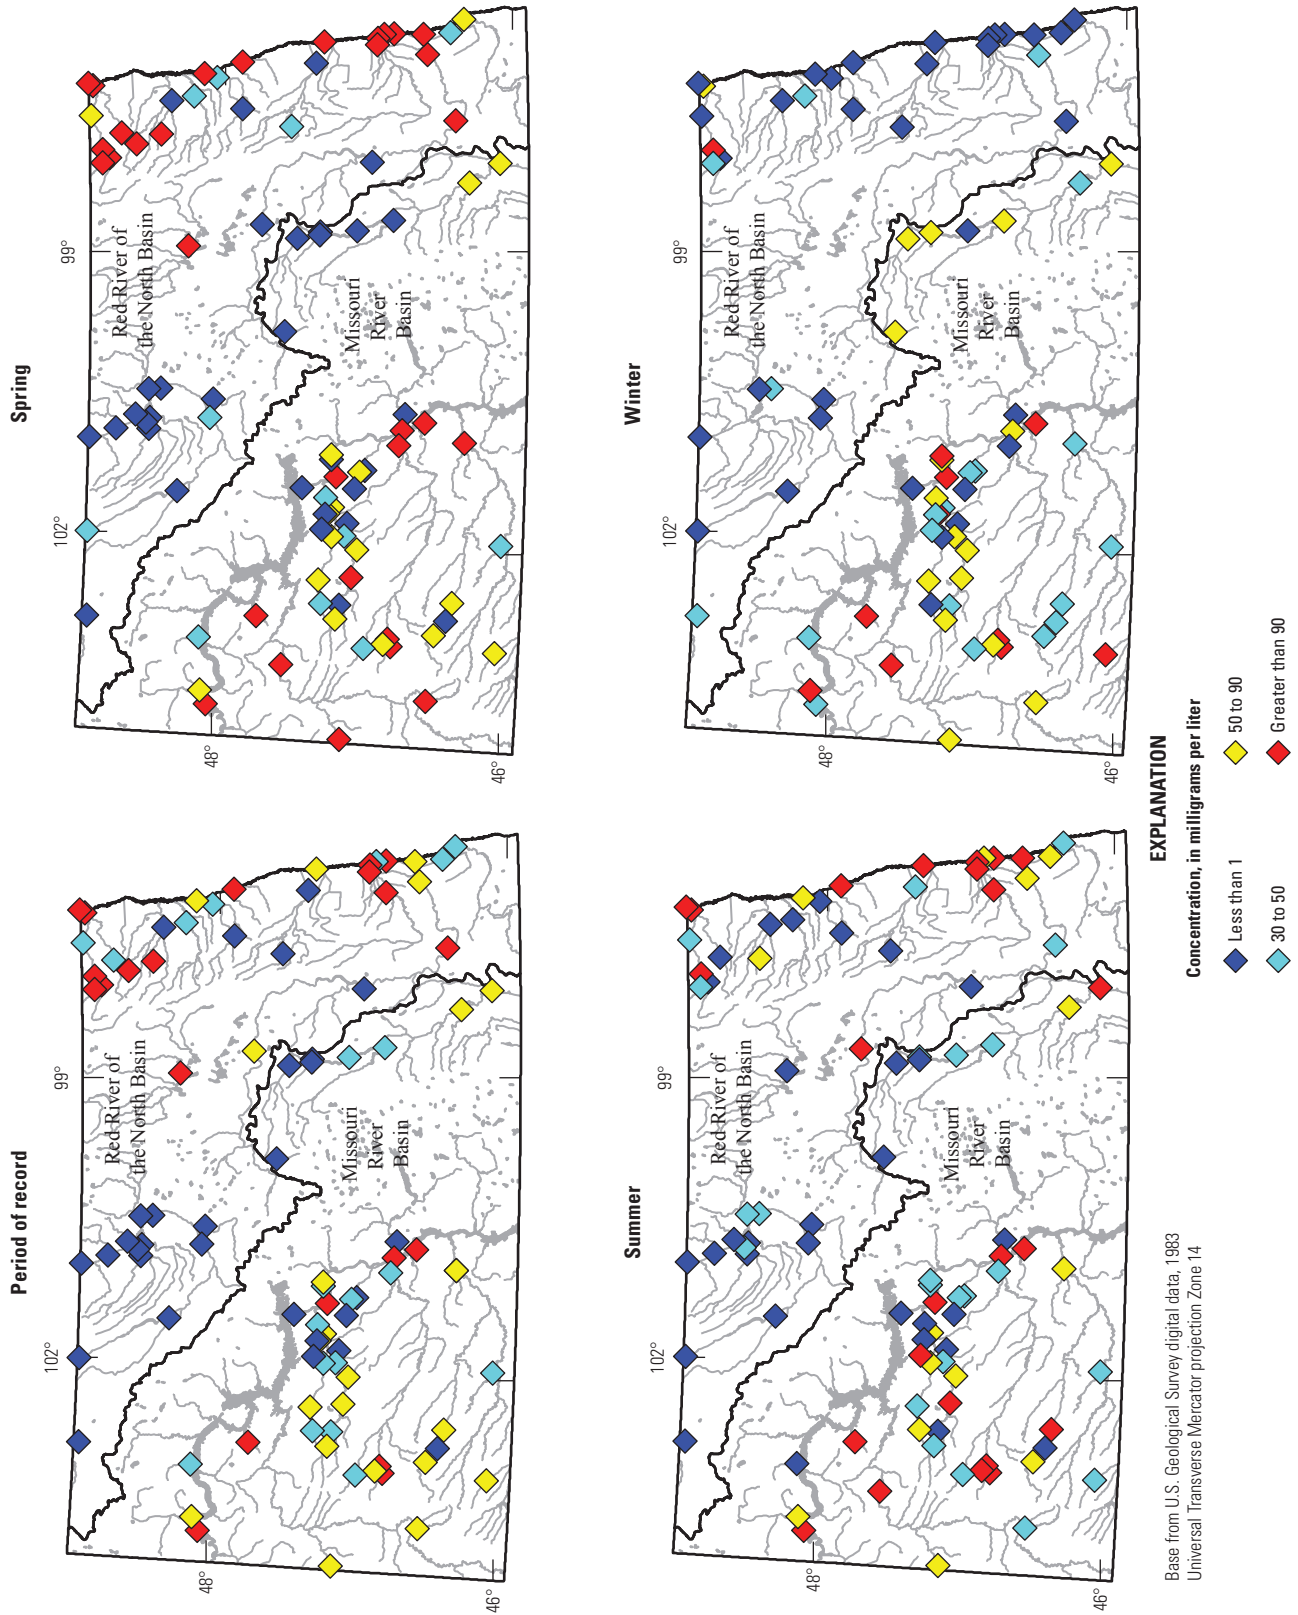 Period of record
Spring
102°
99°
102°
99°
48°
46°
48°
46°
Red River of
the North Basin
Missouri
River
Basin
Red River of
the North Basin
Missouri
River
Basin
Summer
Winter
102°
99°
102°
99°
48°
46°
48°
46°
Red River of
the North Basin
Missouri
River
Basin
Red River of
the North Basin
Missouri
River
Basin
Base from U.S. Geological Survey digital data, 1983
Universal Transverse Mercator projection Zone 14
EXPLANATION
Concentration, in milligrams per liter
Less than 1
30 to 50
50 to 90
Greater than 90